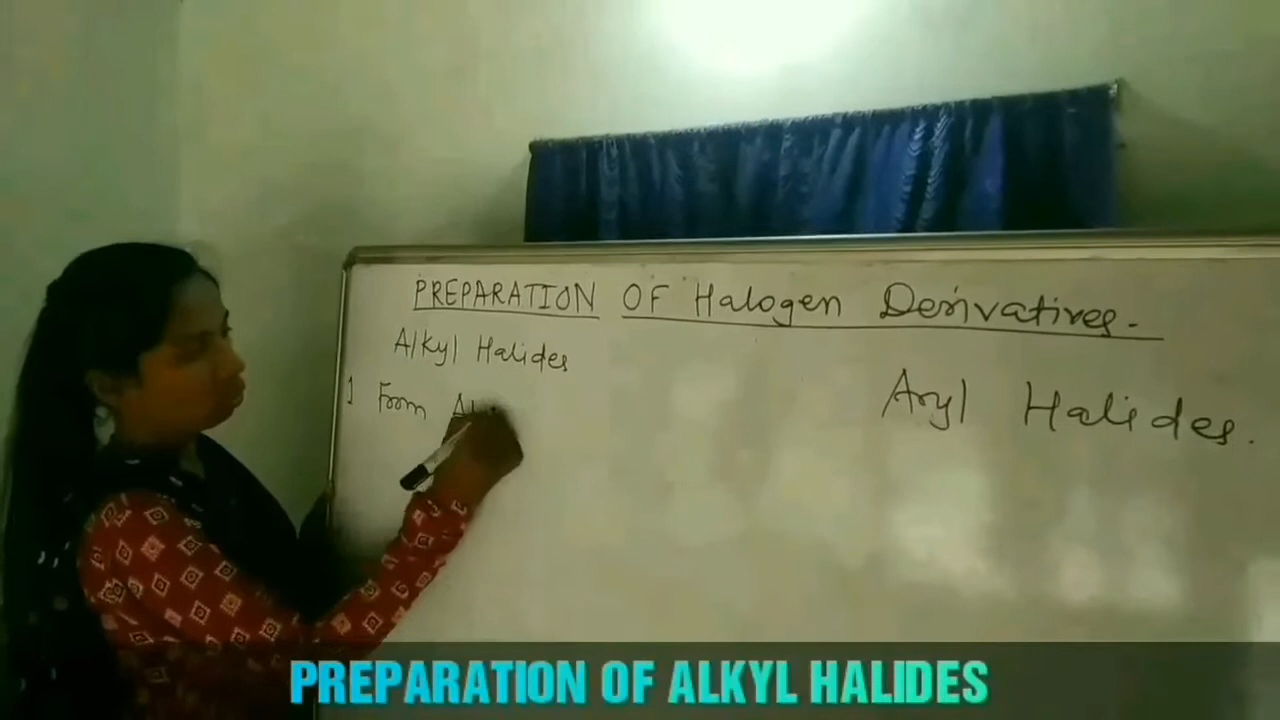 PREPARATION OF Halogen Derivatives.
Alkyl Halides
Aryl Halides.
1 From
PREPARATION OF ALKYL HALIDES